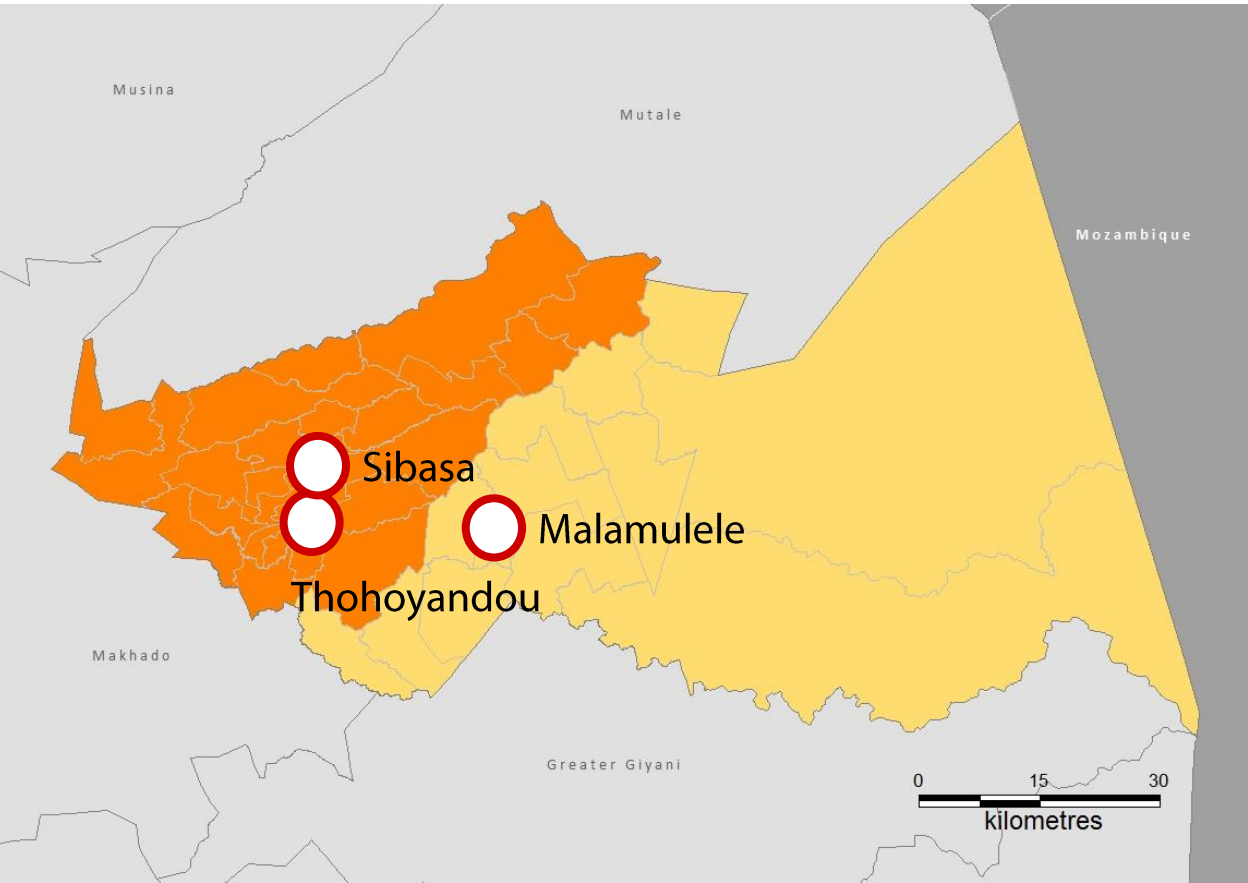 Musina
Mutale
Mozambique
Sibasa
Malamulele
Thohoyandou
Makhado
Greater Giyani
0 15 30
kilometres